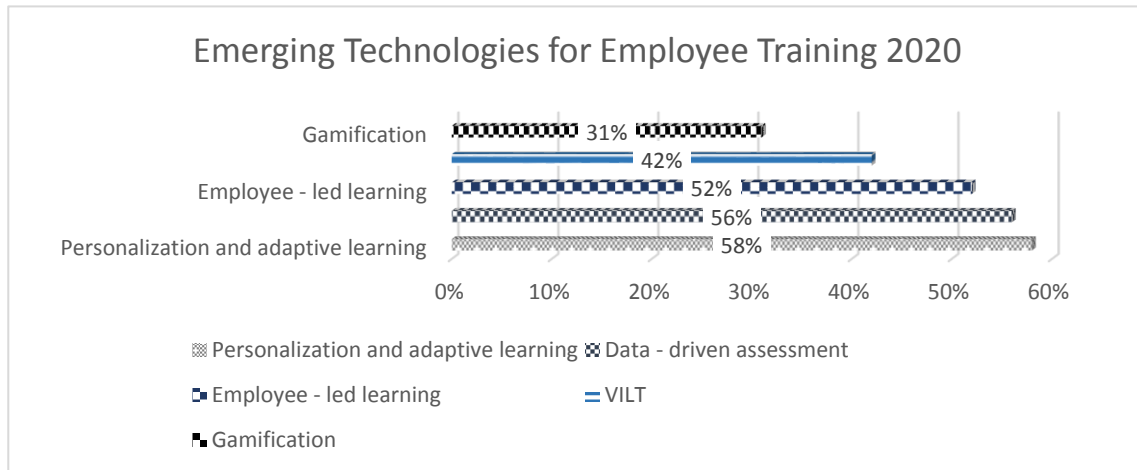 Emerging Technologies for Employee Training 2020
Gamification
31%
42%
Employee - led learning
52%
56%
Personalization and adaptive learning
58%
0% 10% 20% 30% 40% 50% 60%
Personalization and adaptive learning Data - driven assessment
Employee - led learning VILT
Gamification